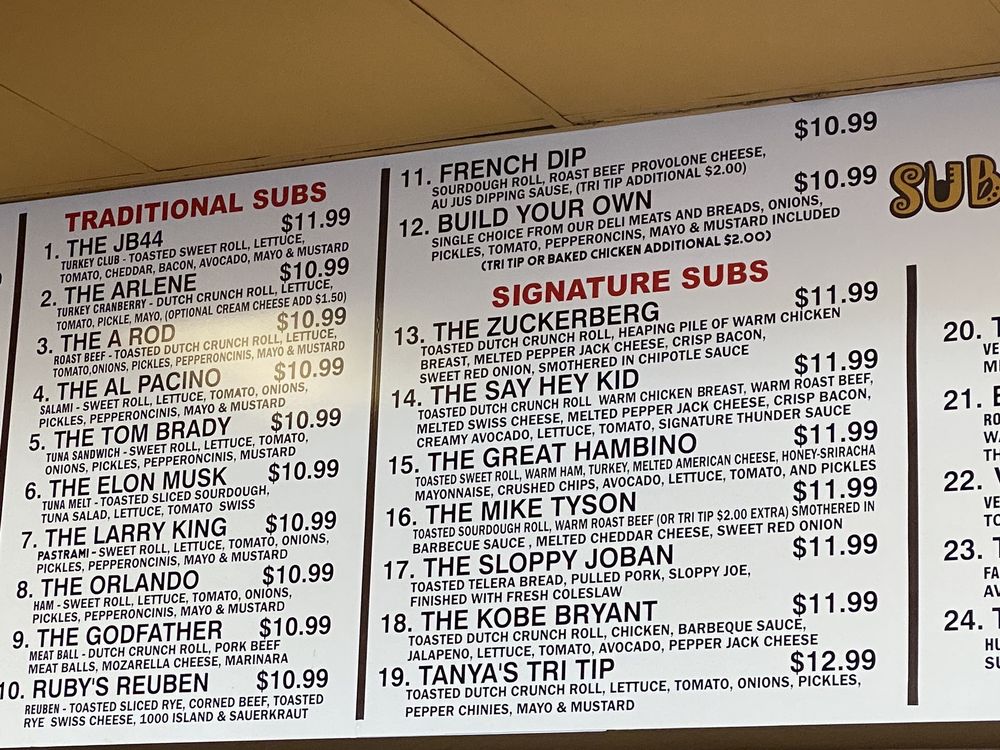 TRADITIONAL SUBS
1. THE JB44 $11.99
TURKEY CLUB - TOASTED SWEET ROLL, LETTUCE,
TOMATO, CHEDDAR, BACON, AVOCADO, MAYO & MUSTARD
2. THE ARLENE $10.99
TURKEY CRANBERRY - DUTCH CRUNCH ROLL, LETTUCE,
TOMATO, PICKLE, MAYO, (OPTIONAL CREAM CHEESE ADD $1.50)
3. THE A ROD $10.99
ROAST BEEF - TOASTED DUTCH CRUNCH ROLL, LETTUCE,
TOMATO,ONIONS, PICKLES, PEPPERONCINIS, MAYO & MUSTARD
4. THE AL PACINO $10.99
SALAMI - SWEET ROLL, LETTUCE, TOMATO, ONIONS,
PICKLES, PEPPERONCINIS, MAYO & MUSTARD
5. THE TOM BRADY $10.99
TUNA SANDWICH - SWEET ROLL, LETTUCE, TOMATO,
ONIONS, PICKLES, PEPPERONCINIS, MUSTARD
6. THE ELON MUSK $10.99
TUNA MELT - TOASTED SLICED SOURDOUGH,
TUNA SALAD, LETTUCE, TOMATO SWISS
7. THE LARRY KING $10.99
PASTRAMI - SWEET ROLL, LETTUCE, TOMATO, ONIONS,
PICKLES, PEPPERONCINIS, MAYO & MUSTARD
8. THE ORLANDO $10.99
HAM - SWEET ROLL, LETTUCE, TOMATO, ONIONS,
PICKLES, PEPPERONCINIS, MAYO & MUSTARD
9. THE GODFATHER $10.99
MEAT BALL - DUTCH CRUNCH ROLL, PORK BEEF
MEAT BALLS, MOZARELLA CHEESE, MARINARA
10. RUBY'S REUBEN $10.99
REUBEN - TOASTED SLICED RYE, CORNED BEEF, TOASTED
RYE SWISS CHEESE, 1000 ISLAND & SAUERKRAUT
11. FRENCH DIP $10.99
SOURDOUGH ROLL, ROAST BEEF PROVOLONE CHEESE,
AU JUS DIPPING SAUSE, (TRI TIP ADDITIONAL $2.00)
12. BUILD YOUR OWN $10.99
SINGLE CHOICE FROM OUR DELI MEATS AND BREADS, ONIONS,
PICKLES, TOMATO, PEPPERONCINS, MAYO & MUSTARD INCLUDED
(TRI TIP OR BAKED CHICKEN ADDITIONAL $2.00)
SIGNATURE SUBS
13. THE ZUCKERBERG $11.99
TOASTED DUTCH CRUNCH ROLL, HEAPING PILE OF WARM CHICKEN
BREAST, MELTED PEPPER JACK CHEESE, CRISP BACON,
SWEET RED ONION, SMOTHERED IN CHIPOTLE SAUCE
14. THE SAY HEY KID $11.99
TOASTED DUTCH CRUNCH ROLL WARM CHICKEN BREAST, WARM ROAST BEEF,
MELTED SWISS CHEESE, MELTED PEPPER JACK CHEESE, CRISP BACON,
CREAMY AVOCADO, LETTUCE, TOMATO, SIGNATURE THUNDER SAUCE
15. THE GREAT HAMBINO $11.99
TOASTED SWEET ROLL, WARM HAM, TURKEY, MELTED AMERICAN CHEESE, HONEY-SRIRACHA
MAYONNAISE, CRUSHED CHIPS, AVOCADO, LETTUCE, TOMATO, AND PICKLES
16. THE MIKE TYSON $11.99
TOASTED SOURDOUGH ROLL, WARM ROAST BEEF (OR TRI TIP $2.00 EXTRA) SMOTHERED IN
BARBECUE SAUCE , MELTED CHEDDAR CHEESE, SWEET RED ONION
17. THE SLOPPY JOBAN $11.99
TOASTED TELERA BREAD, PULLED PORK, SLOPPY JOE,
FINISHED WITH FRESH COLESLAW
18. THE KOBE BRYANT $11.99
TOASTED DUTCH CRUNCH ROLL, CHICKEN, BARBEQUE SAUCE,
JALAPENO, LETTUCE, TOMATO, AVOCADO, PEPPER JACK CHEESE
19. TANYA'S TRI TIP $12.99
TOASTED DUTCH CRUNCH ROLL, LETTUCE, TOMATO, ONIONS, PICKLES,
PEPPER CHINIES, MAYO & MUSTARD
SUB
20.
VE
21.
RO
WA
TH
22.
VE
TO
23.
FA
AV
24.
HU
SU